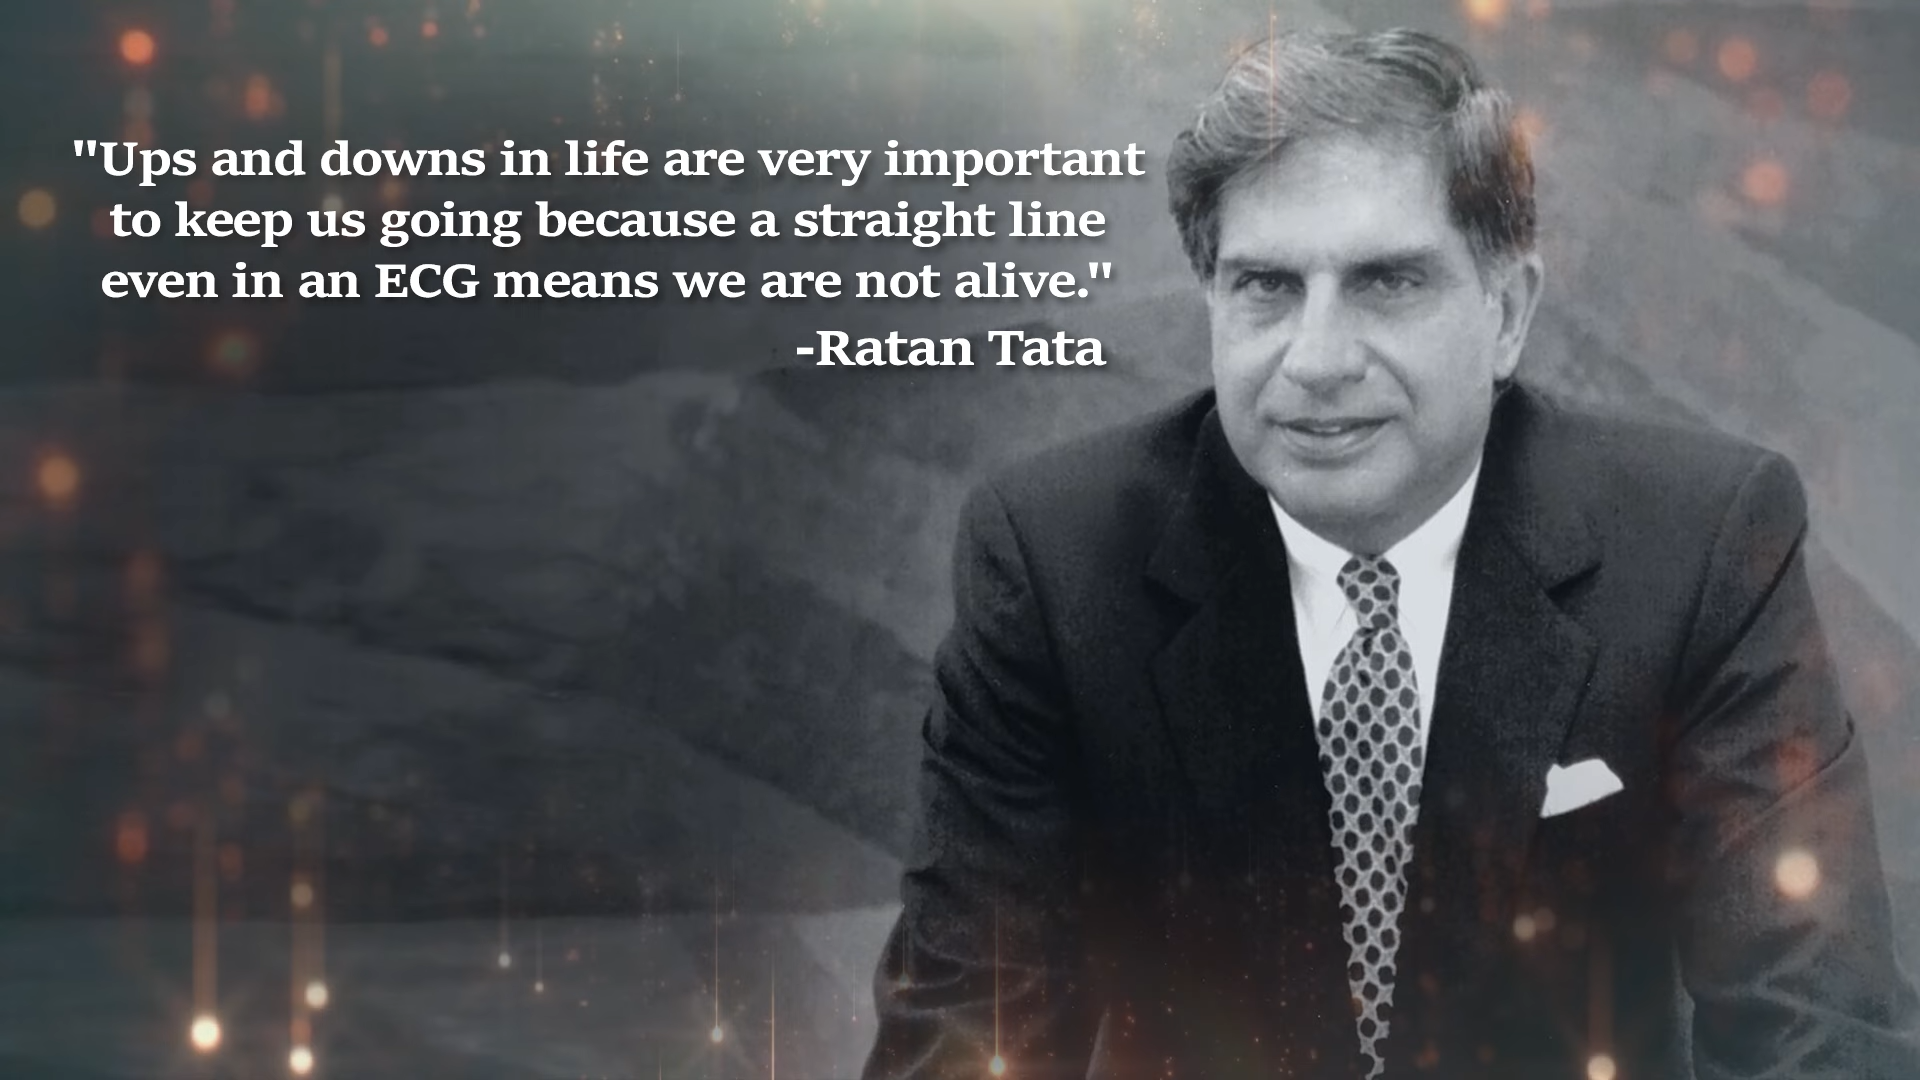 "Ups and downs in life are very important
to keep us going because a straight line
even in an ECG means we are not alive."
-Ratan Tata